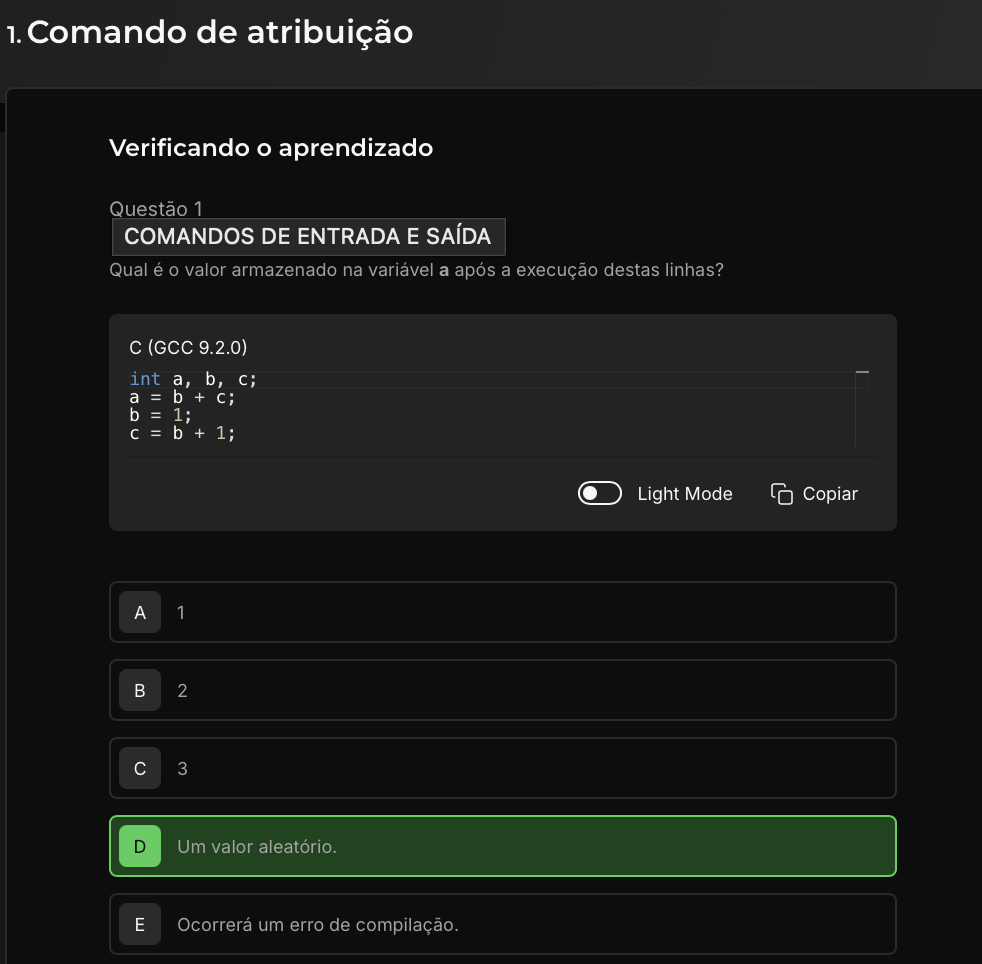 1. Comando de atribuição
Verificando o aprendizado
Questão 1
COMANDOS DE ENTRADA E SAÍDA
Qual é o valor armazenado na variável a após a execução destas linhas?
C (GCC 9.2.0)
int a, b, c;
a = b + c;
b = 1;
c = b + 1;
Light Mode
Copiar
A 1
B 2
C 3
D Um valor aleatório.
E Ocorrerá um erro de compilação.